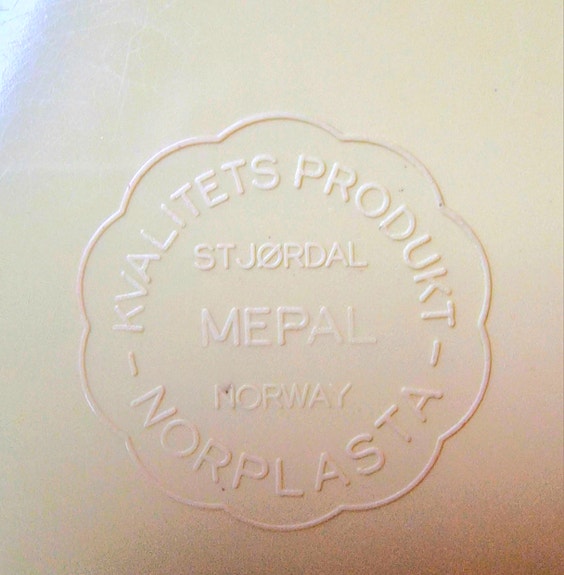 KVALITETS PRODUKT
STJØRDAL
MEPAL
NORWAY
– NORPLASTA –